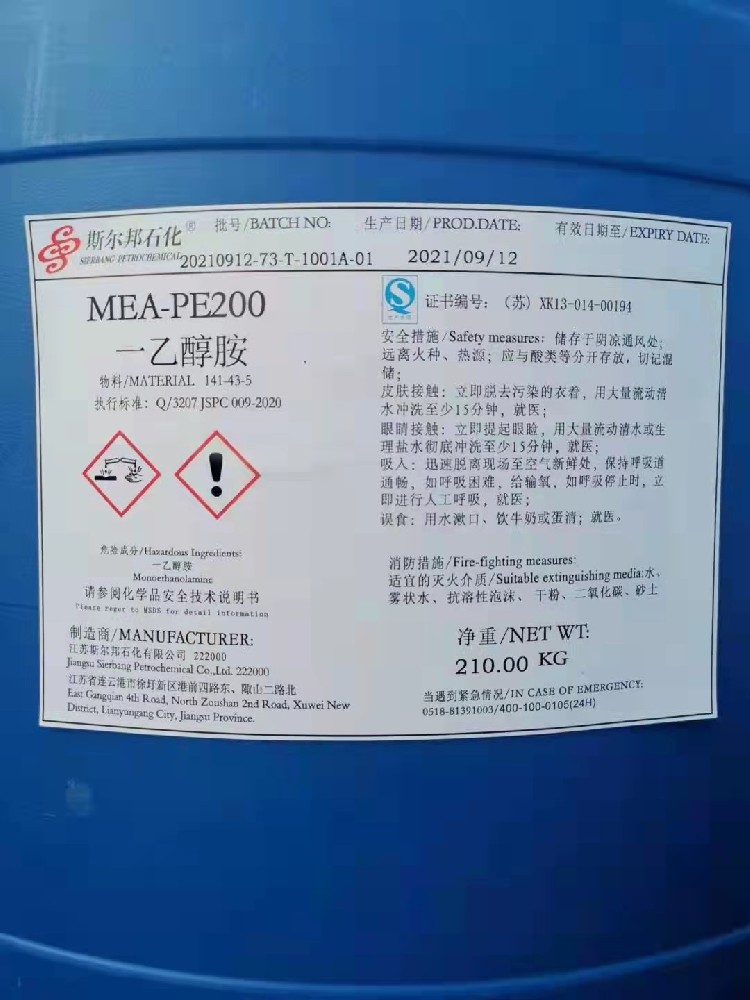 斯尔邦石化®
SIERBANG PETROCHEMICAL
批号/BATCH NO:
20210912-73-T-1001A-01
生产日期/PROD.DATE:
2021/09/12
有效日期至/EXPIRY DATE:
MEA-PE200
一乙醇胺
物料/MATERIAL 141-43-5
执行标准: Q/3207 JSPC 009-2020
危险成分/Hazardous Ingredients:
一乙醇胺
Monoethanolamine
请参阅化学品安全技术说明书
Please reger to MSDS for detail information
制造商/MANUFACTURER:
江苏斯尔邦石化有限公司 222000
Jiangsu Sierbang Petrochemical Co.,Ltd. 222000
江苏省连云港市徐圩新区港前四路东、陬山二路北
East Gangqian 4th Road, North Zoushan 2nd Road, Xuwei New
District, Lianyungang City, Jiangsu Province.
证书编号: (苏) XK13-014-00194
安全措施/Safety measures: 储存于阴凉通风处;
远离火种、热源; 应与酸类等分开存放, 切记混
储;
皮肤接触: 立即脱去污染的衣着, 用大量流动清
水冲洗至少15分钟, 就医;
眼睛接触: 立即提起眼睑, 用大量流动清水或生
理盐水彻底冲洗至少15分钟, 就医;
吸入: 迅速脱离现场至空气新鲜处, 保持呼吸道
通畅, 如呼吸困难, 给输氧, 如呼吸停止时, 立
即进行人工呼吸, 就医;
误食: 用水漱口、饮牛奶或蛋清; 就医。
消防措施/Fire-fighting measures:
适宜的灭火介质/Suitable extinguishing media:水、
雾状水、抗溶性泡沫、干粉、二氧化碳、砂土
净重/NET WT:
210.00 KG
当遇到紧急情况/IN CASE OF EMERGENCY:
0518-81391003/400-100-0105(24H)